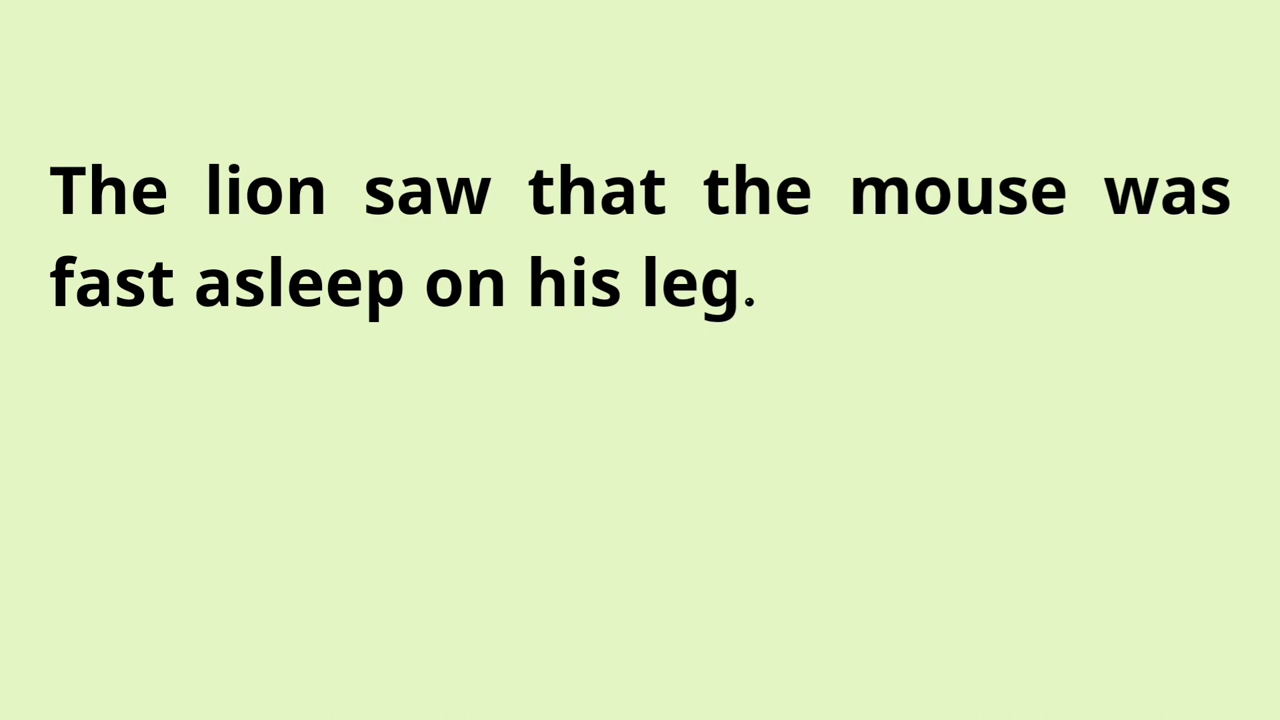 The lion saw that the mouse was
fast asleep on his leg.